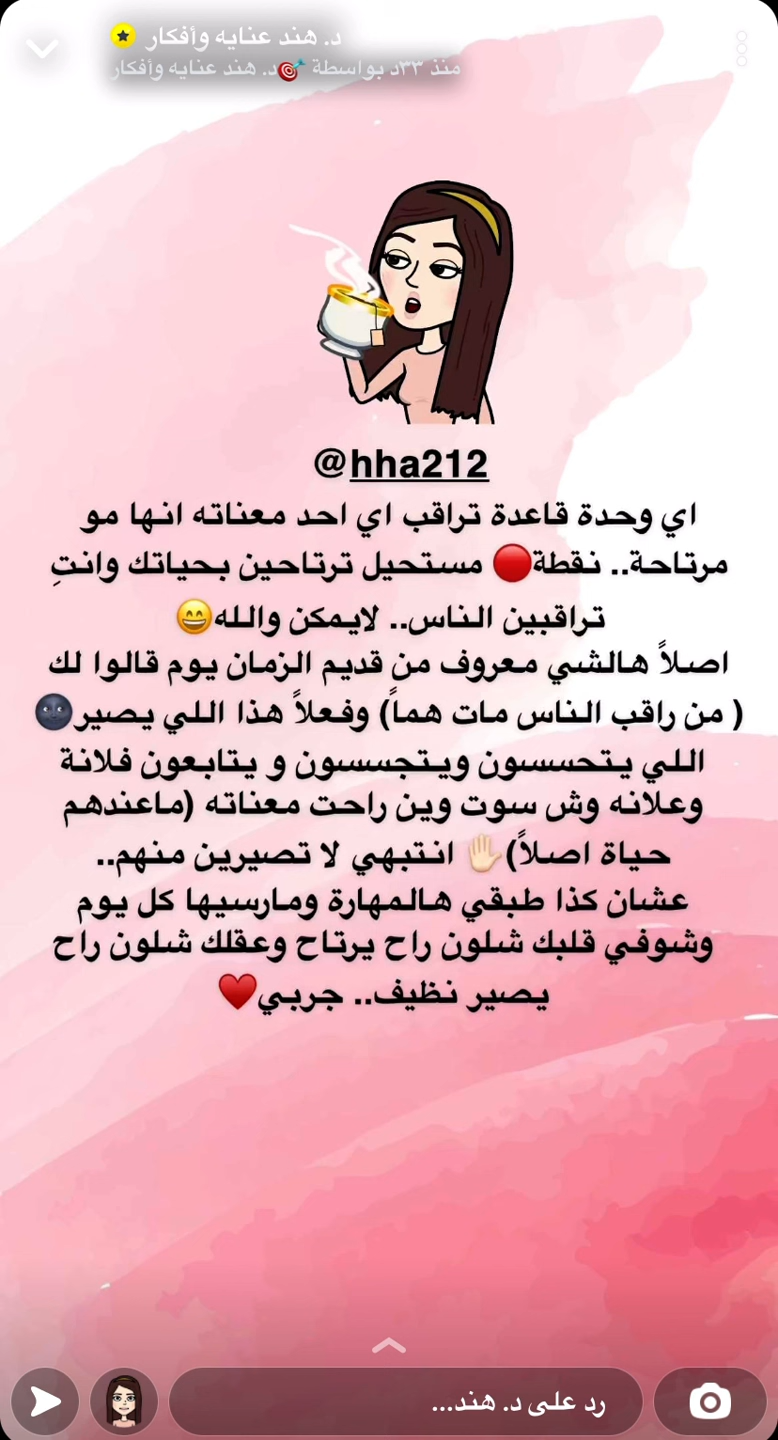 د. هند عنايه وأفكار
منذ ٣٣د بواسطة 🎯د. هند عنايه وأفكار
@hha212
اي وحدة قاعدة تراقب اي احد معناته انها مو
مرتاحة.. نقطة🔴 مستحيل ترتاحين بحياتك وانتِ
تراقبين الناس.. لايمكن والله😄
اصلاً هالشي معروف من قديم الزمان يوم قالوا لك
( من راقب الناس مات هماً) وفعلاً هذا اللي يصير🌚
اللي يتحسسون ويتجسسون و يتابعون فلانة
وعلانه وش سوت وين راحت معناته (ماعندهم
حياة اصلاً)✋🏻 انتبهي لا تصيرين منهم..
عشان كذا طبقي هالمهارة ومارسيها كل يوم
وشوفي قلبك شلون راح يرتاح وعقلك شلون راح
يصير نظيف.. جربي♥️
رد على د. هند...